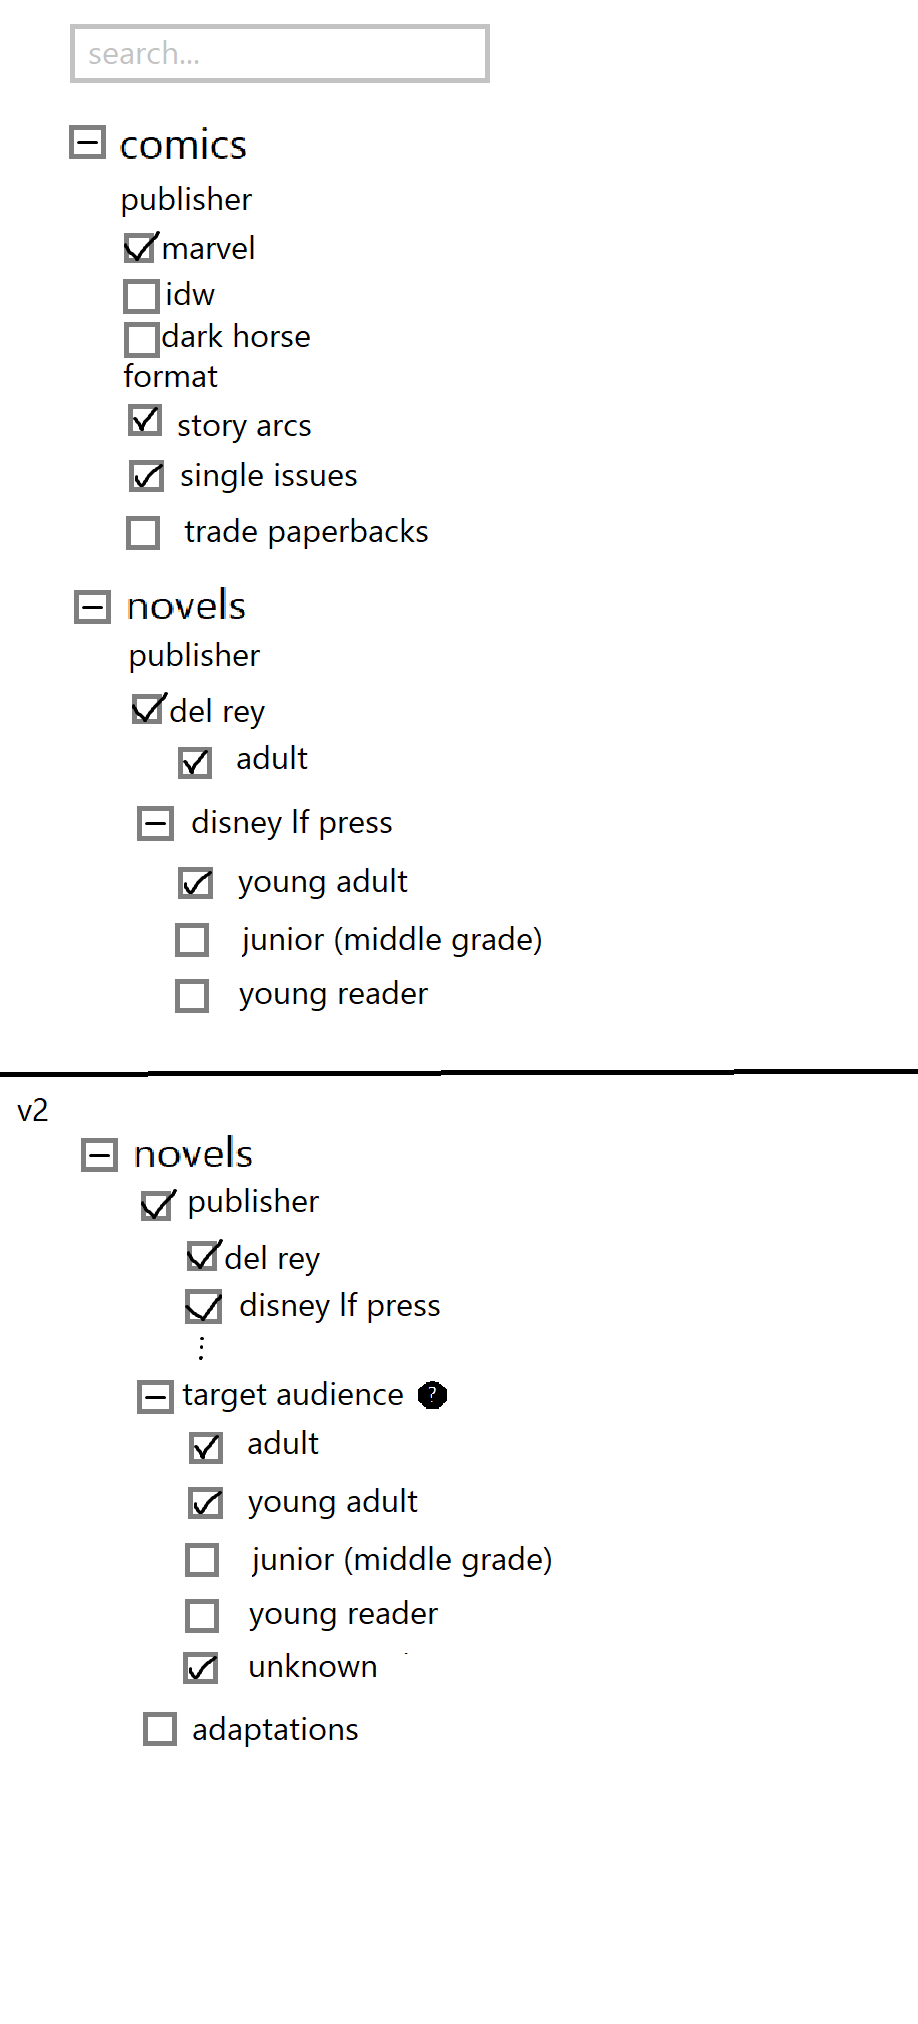 search...
comics
publisher
marvel
idw
dark horse
format
story arcs
single issues
trade paperbacks
novels
publisher
del rey
adult
disney lf press
young adult
junior (middle grade)
young reader
v2
novels
publisher
del rey
disney lf press
⋮
target audience ?
adult
young adult
junior (middle grade)
young reader
unknown
adaptations